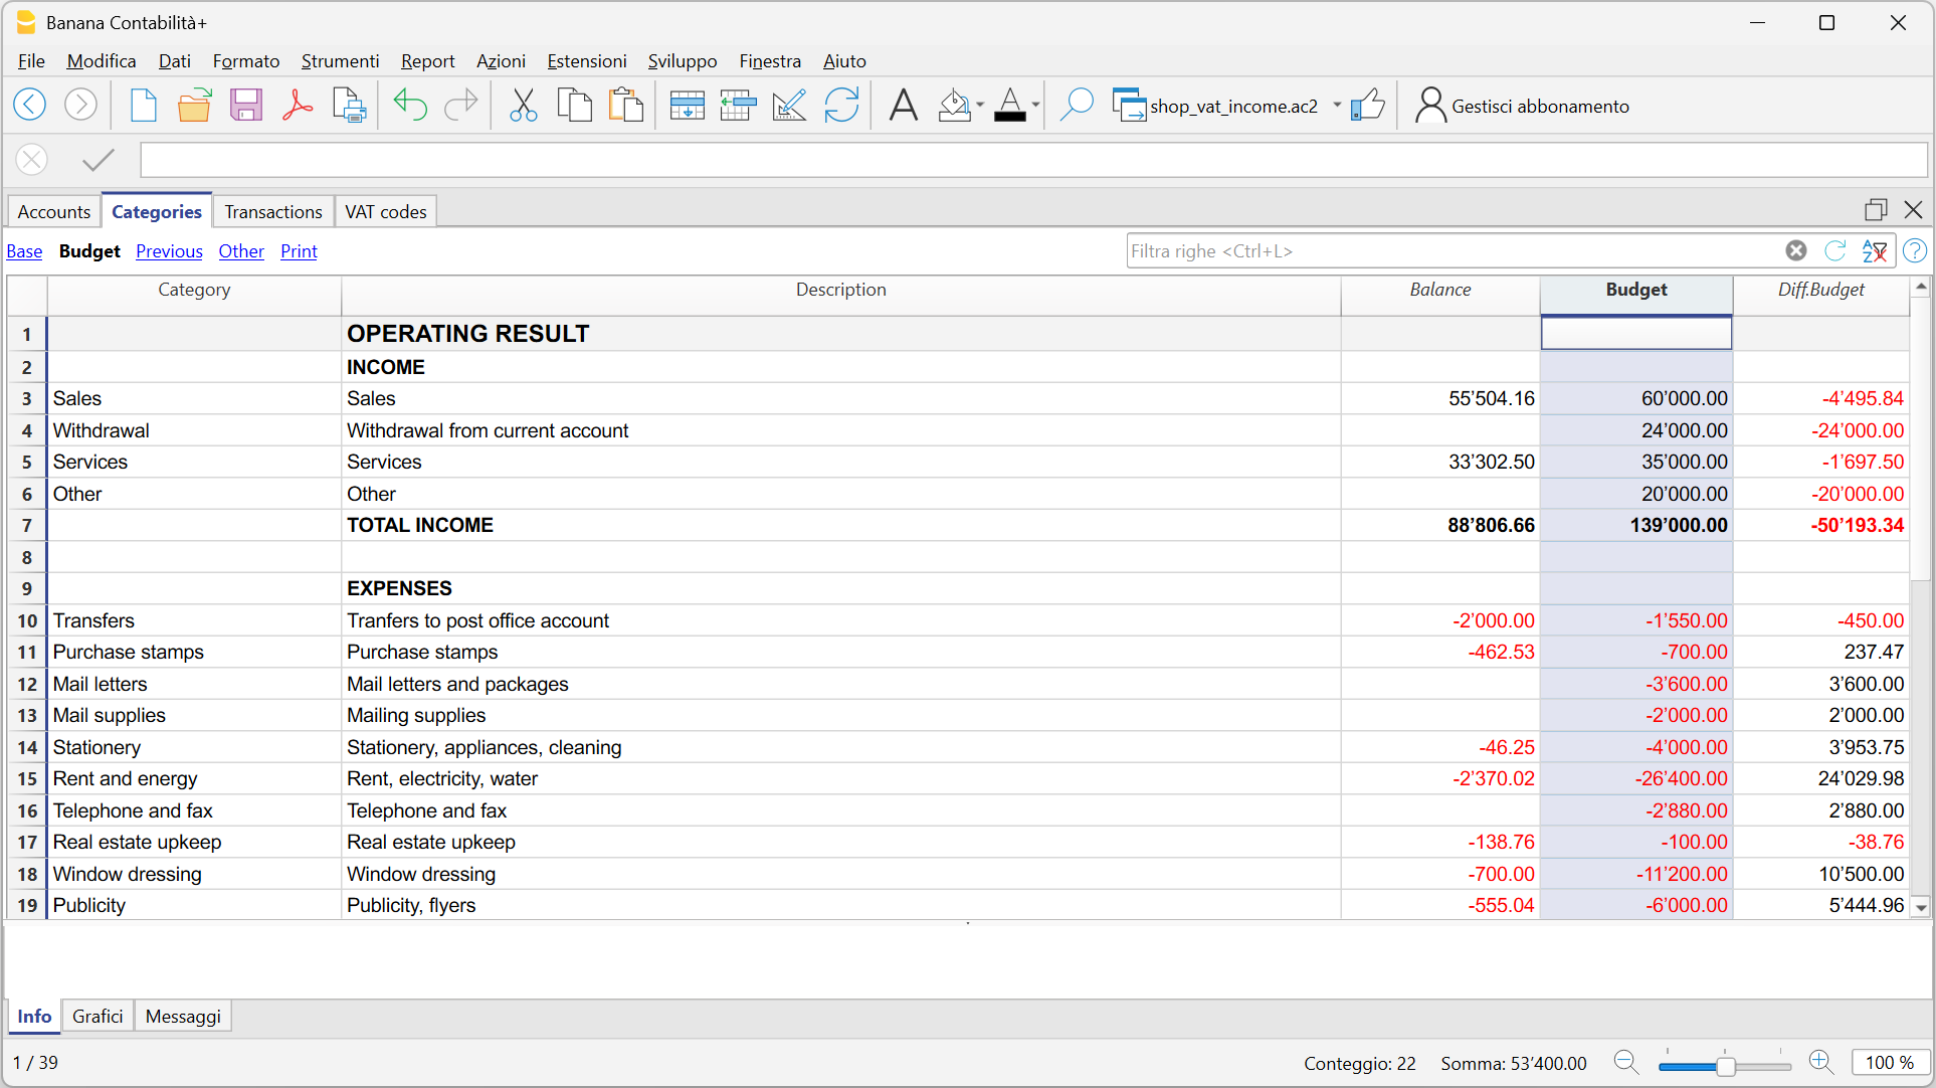 Banana Contabilità+
File Modifica Dati Formato Strumenti Report Azioni Estensioni Sviluppo Finestra Aiuto
shop_vat_income.ac2 Gestisci abbonamento
Accounts Categories Transactions VAT codes
Base Budget Previous Other Print Filtra righe <Ctrl+L>
Category Description Balance Budget Diff.Budget
1 OPERATING RESULT
2 INCOME
3 Sales Sales 55'504.16 60'000.00 -4'495.84
4 Withdrawal Withdrawal from current account 24'000.00 -24'000.00
5 Services Services 33'302.50 35'000.00 -1'697.50
6 Other Other 20'000.00 -20'000.00
7 TOTAL INCOME 88'806.66 139'000.00 -50'193.34
8
9 EXPENSES
10 Transfers Tranfers to post office account -2'000.00 -1'550.00 -450.00
11 Purchase stamps Purchase stamps -462.53 -700.00 237.47
12 Mail letters Mail letters and packages -3'600.00 3'600.00
13 Mail supplies Mailing supplies -2'000.00 2'000.00
14 Stationery Stationery, appliances, cleaning -46.25 -4'000.00 3'953.75
15 Rent and energy Rent, electricity, water -2'370.02 -26'400.00 24'029.98
16 Telephone and fax Telephone and fax -2'880.00 2'880.00
17 Real estate upkeep Real estate upkeep -138.76 -100.00 -38.76
18 Window dressing Window dressing -700.00 -11'200.00 10'500.00
19 Publicity Publicity, flyers -555.04 -6'000.00 5'444.96
Info Grafici Messaggi
1 / 39 Conteggio: 22 Somma: 53'400.00 100 %